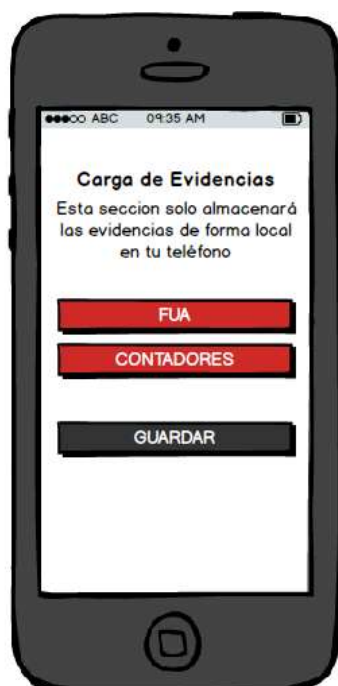 ABC 09:35 AM
Carga de Evidencias
Esta seccion solo almacenará
las evidencias de forma local
en tu teléfono
FUA
CONTADORES
GUARDAR